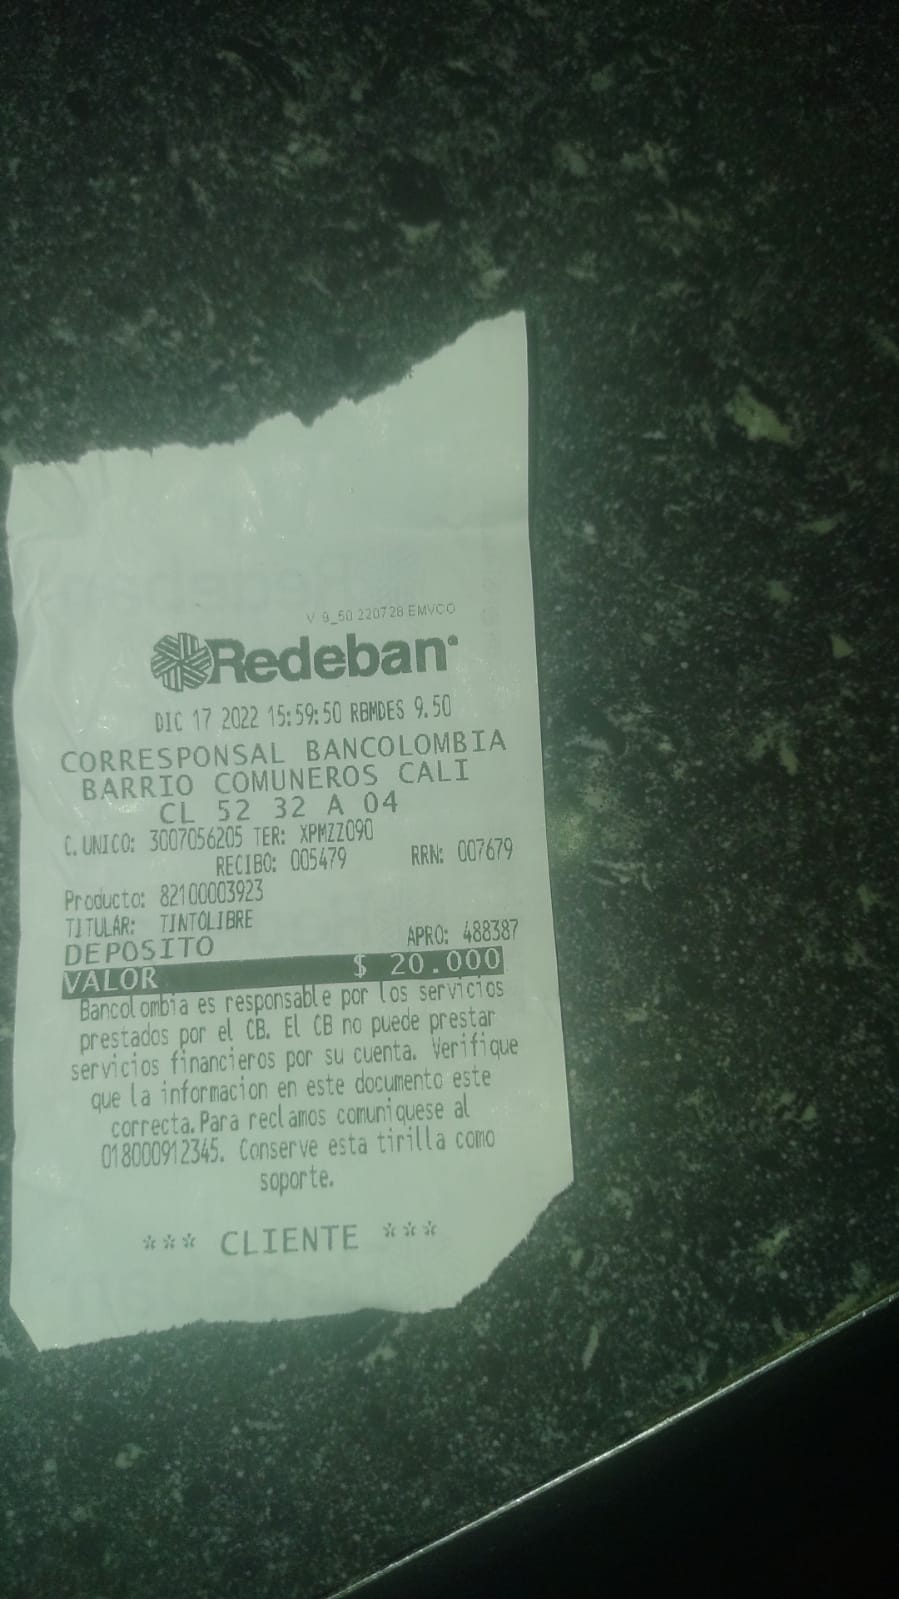 V 9_50 220728 EMVCO
Redeban
DIC 17 2022 15:59:50 RBMDES 9.50
CORRESPONSAL BANCOLOMBIA
BARRIO COMUNEROS CALI
CL 52 32 A 04
C. UNICO: 3007056205 TER: XPMZZ090
RECIBO: 005479 RRN: 007679
Producto: 82100003923
TITULAR: TINTOLIBRE
DEPOSITO APRO: 488387
VALOR $ 20.000
Bancolombia es responsable por los servicios
prestados por el CB. El CB no puede prestar
servicios financieros por su cuenta. Verifique
que la informacion en este documento este
correcta. Para reclamos comuniquese al
018000912345. Conserve esta tirilla como
soporte.
*** CLIENTE ***